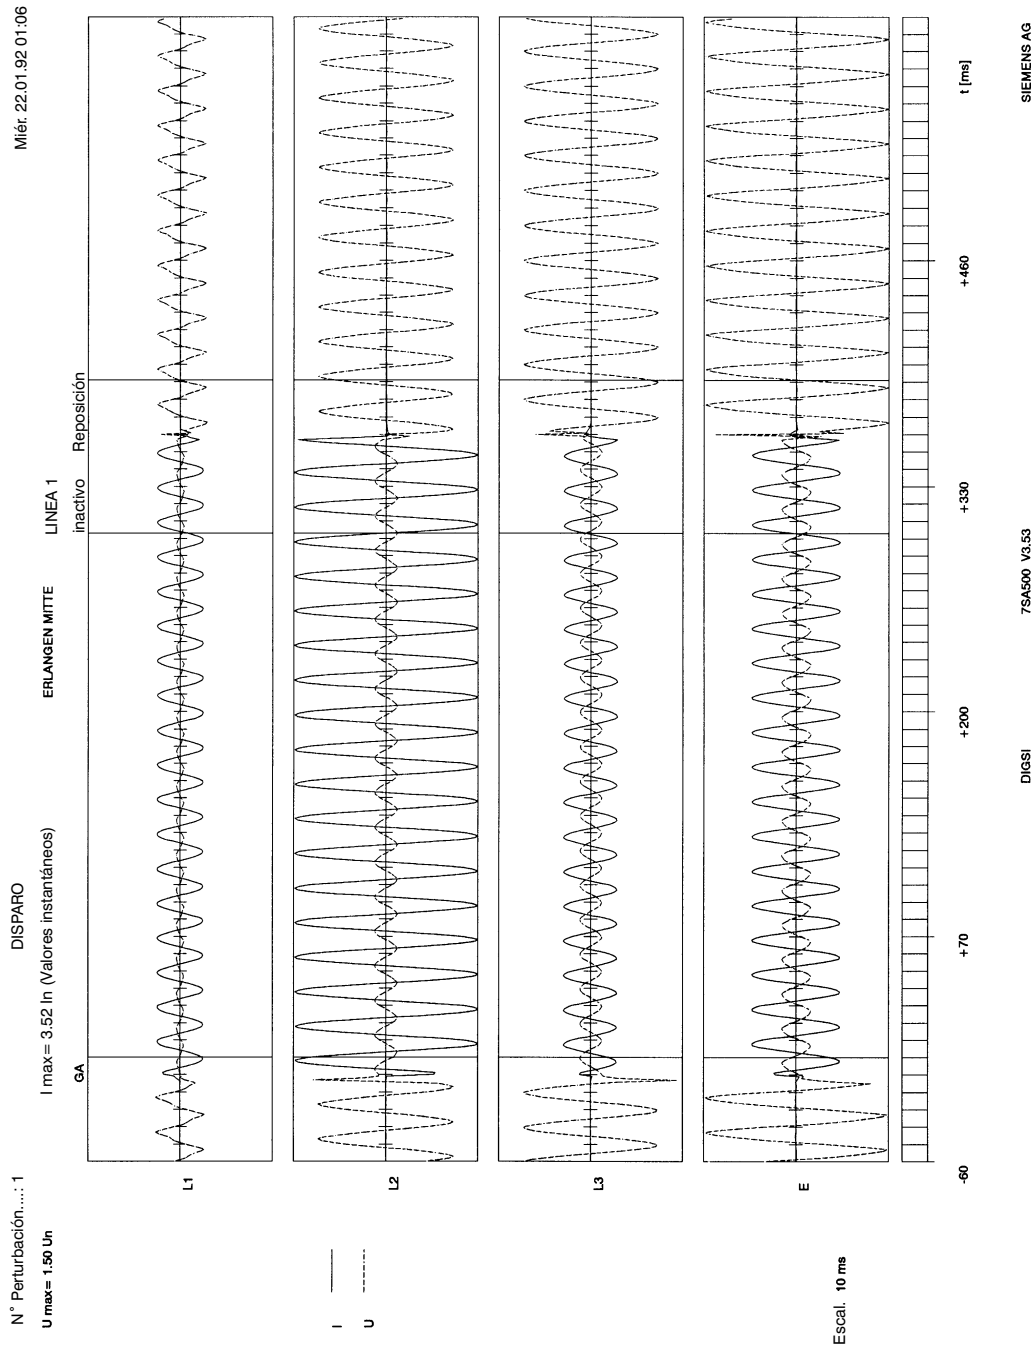 N° Perturbación....: 1 DISPARO Miér. 22.01.92 01:06
U max= 1.50 Un I max= 3.52 In (Valores instantáneos) ERLANGEN MITTE LINEA 1
GA inactivo Reposición
L1
L2
I
U
L3
E
Escal. 10 ms
-60 +70 +200 +330 +460 t [ms]
DIGSI 7SA500 V3.53 SIEMENS AG